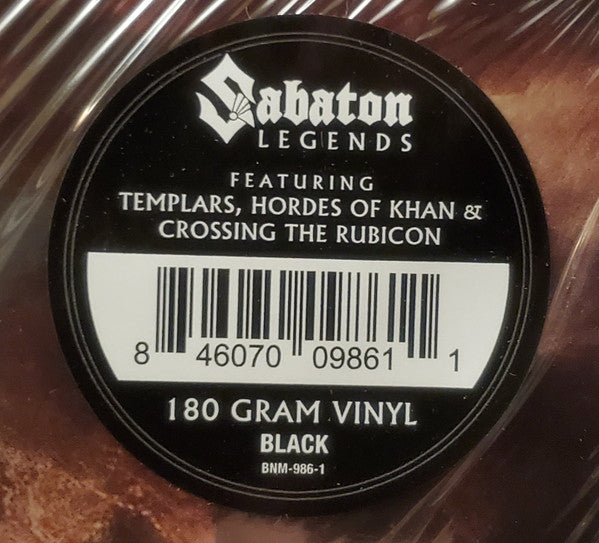 Sabaton
LEGENDS
FEATURING
TEMPLARS, HORDES OF KHAN &
CROSSING THE RUBICON
8 46070 09861 1
180 GRAM VINYL
BLACK
BNM-986-1